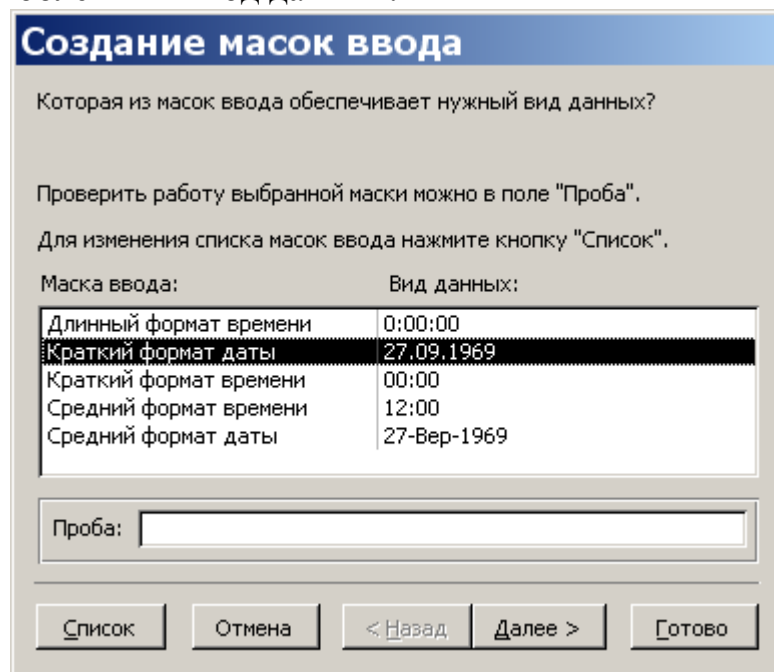 Создание масок ввода
Которая из масок ввода обеспечивает нужный вид данных?
Проверить работу выбранной маски можно в поле "Проба".
Для изменения списка масок ввода нажмите кнопку "Список".
Маска ввода: Вид данных:
Длинный формат времени 0:00:00
Краткий формат даты 27.09.1969
Краткий формат времени 00:00
Средний формат времени 12:00
Средний формат даты 27-Вер-1969
Проба:
Список Отмена < Назад Далее > Готово